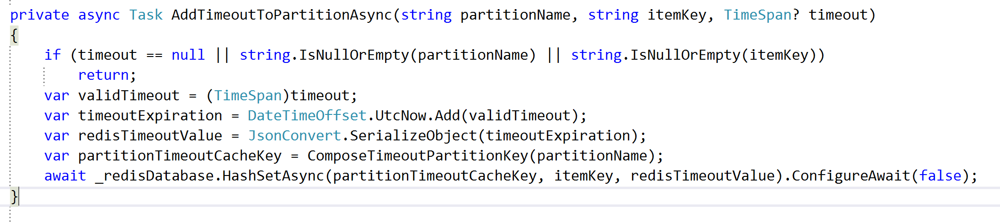 private async Task AddTimeoutToPartitionAsync(string partitionName, string itemKey, TimeSpan? timeout)
{
    if (timeout == null || string.IsNullOrEmpty(partitionName) || string.IsNullOrEmpty(itemKey))
        return;
    var validTimeout = (TimeSpan)timeout;
    var timeoutExpiration = DateTimeOffset.UtcNow.Add(validTimeout);
    var redisTimeoutValue = JsonConvert.SerializeObject(timeoutExpiration);
    var partitionTimeoutCacheKey = ComposeTimeoutPartitionKey(partitionName);
    await _redisDatabase.HashSetAsync(partitionTimeoutCacheKey, itemKey, redisTimeoutValue).ConfigureAwait(false);
}